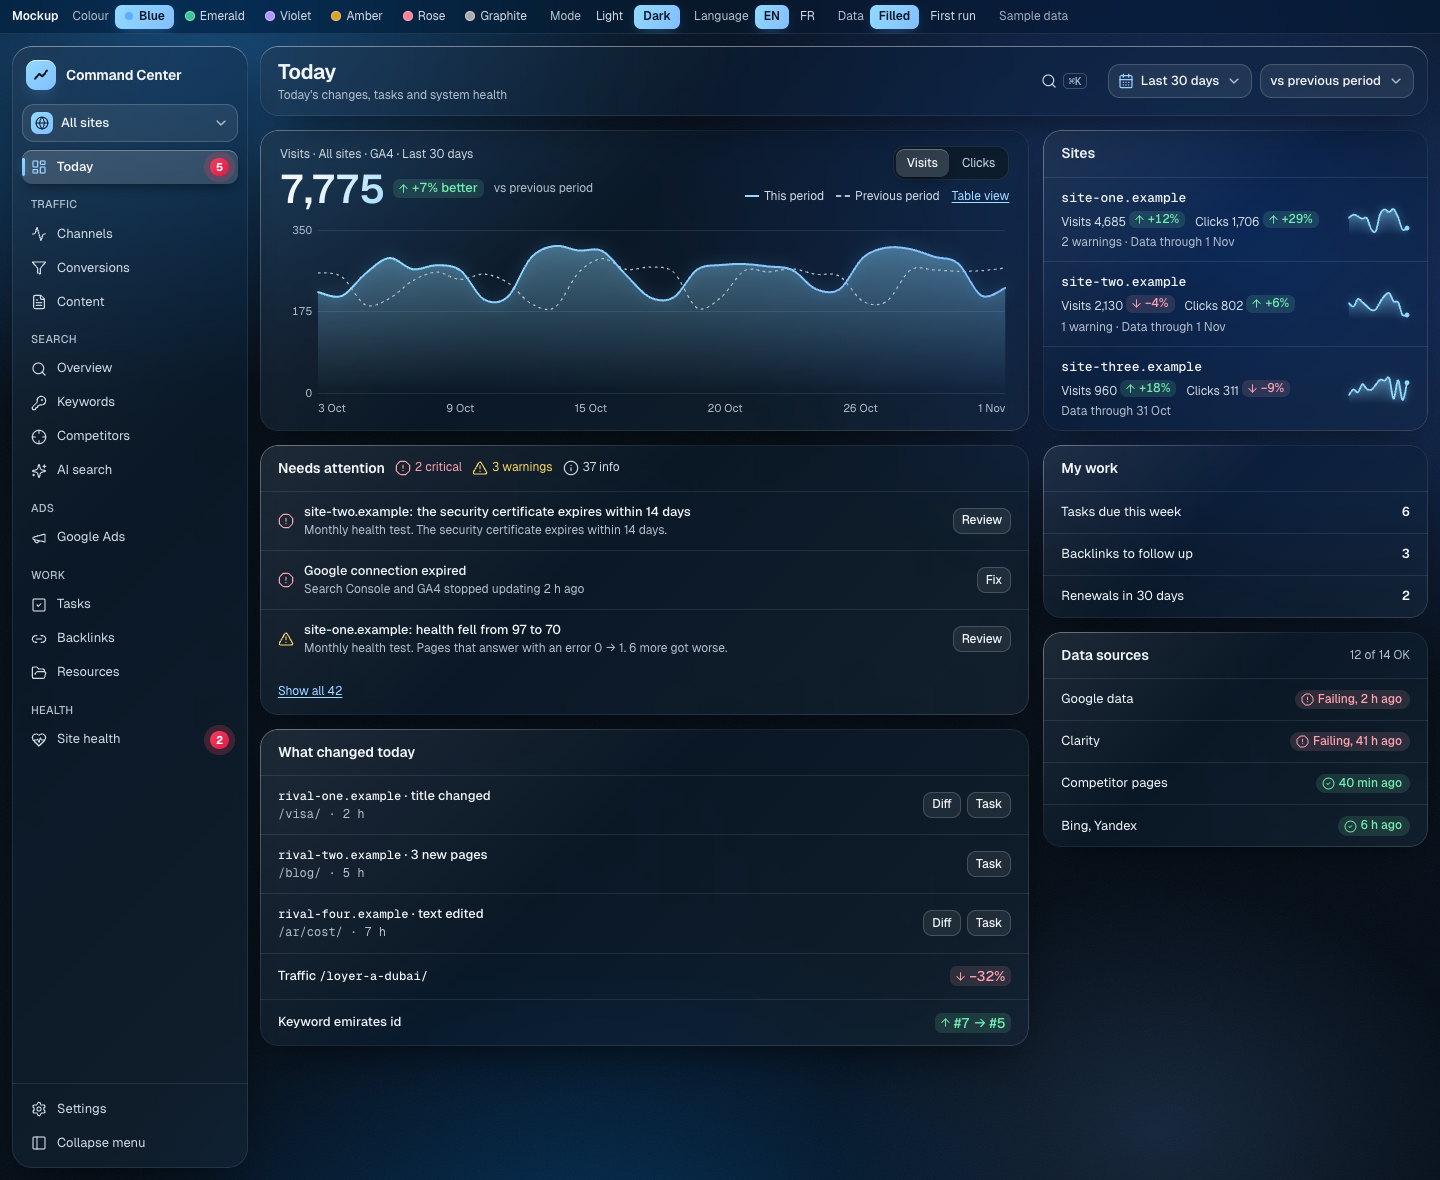 Mockup Colour Blue Emerald Violet Amber Rose Graphite Mode Light Dark Language EN FR Data Filled First run Sample data
Command Center
All sites
Today 5
TRAFFIC
Channels
Conversions
Content
SEARCH
Overview
Keywords
Competitors
AI search
ADS
Google Ads
WORK
Tasks
Backlinks
Resources
HEALTH
Site health 2
Settings
Collapse menu
Today
Today's changes, tasks and system health
⌘K
Last 30 days
vs previous period
Visits · All sites · GA4 · Last 30 days
Visits Clicks
7,775 ↑ +7% better vs previous period
This period Previous period Table view
350
175
0
3 Oct 9 Oct 15 Oct 20 Oct 26 Oct 1 Nov
Sites
site-one.example
Visits 4,685 ↑ +12% Clicks 1,706 ↑ +29%
2 warnings · Data through 1 Nov
site-two.example
Visits 2,130 ↓ −4% Clicks 802 ↑ +6%
1 warning · Data through 1 Nov
site-three.example
Visits 960 ↑ +18% Clicks 311 ↓ −9%
Data through 31 Oct
Needs attention 2 critical 3 warnings 37 info
site-two.example: the security certificate expires within 14 days
Monthly health test. The security certificate expires within 14 days.
Review
Google connection expired
Search Console and GA4 stopped updating 2 h ago
Fix
site-one.example: health fell from 97 to 70
Monthly health test. Pages that answer with an error 0 → 1. 6 more got worse.
Review
Show all 42
My work
Tasks due this week 6
Backlinks to follow up 3
Renewals in 30 days 2
Data sources 12 of 14 OK
Google data Failing, 2 h ago
Clarity Failing, 41 h ago
Competitor pages 40 min ago
Bing, Yandex 6 h ago
What changed today
rival-one.example · title changed
/visa/ · 2 h
Diff Task
rival-two.example · 3 new pages
/blog/ · 5 h
Task
rival-four.example · text edited
/ar/cost/ · 7 h
Diff Task
Traffic /loyer-a-dubai/ ↓ −32%
Keyword emirates id ↑ #7 → #5